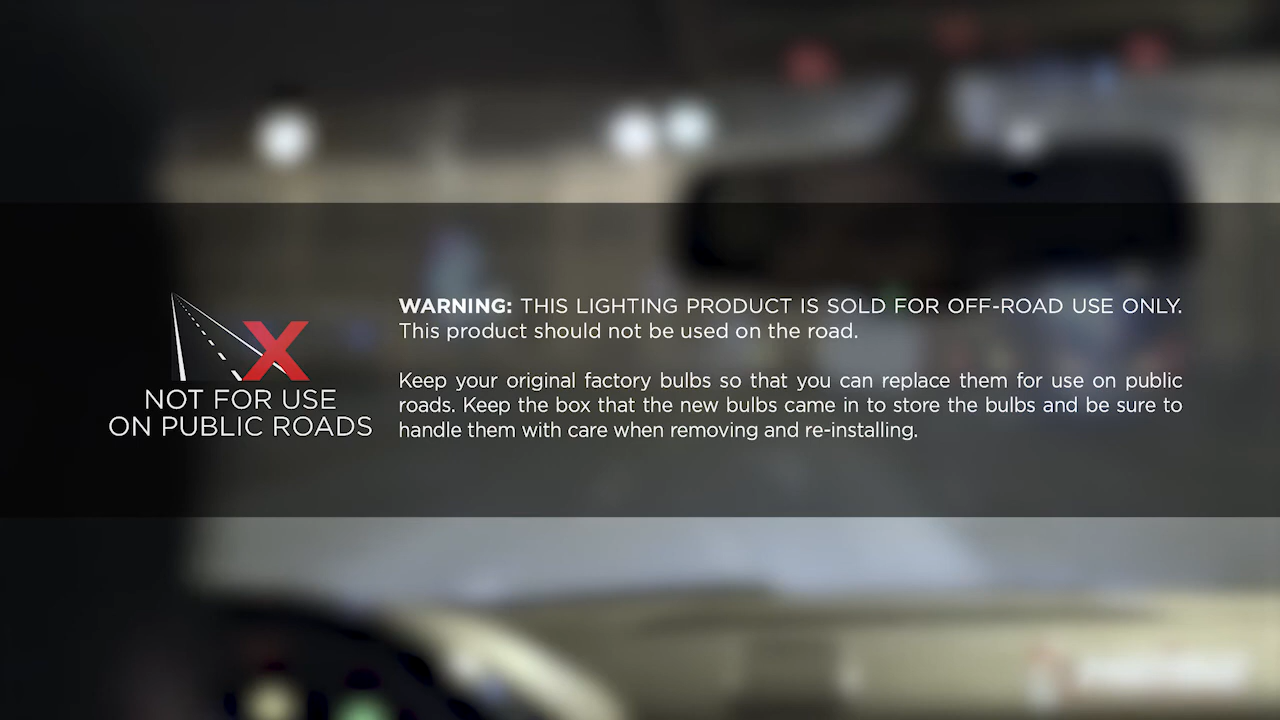 WARNING: THIS LIGHTING PRODUCT IS SOLD FOR OFF-ROAD USE ONLY.
This product should not be used on the road.
Keep your original factory bulbs so that you can replace them for use on public
roads. Keep the box that the new bulbs came in to store the bulbs and be sure to
handle them with care when removing and re-installing.
NOT FOR USE
ON PUBLIC ROADS